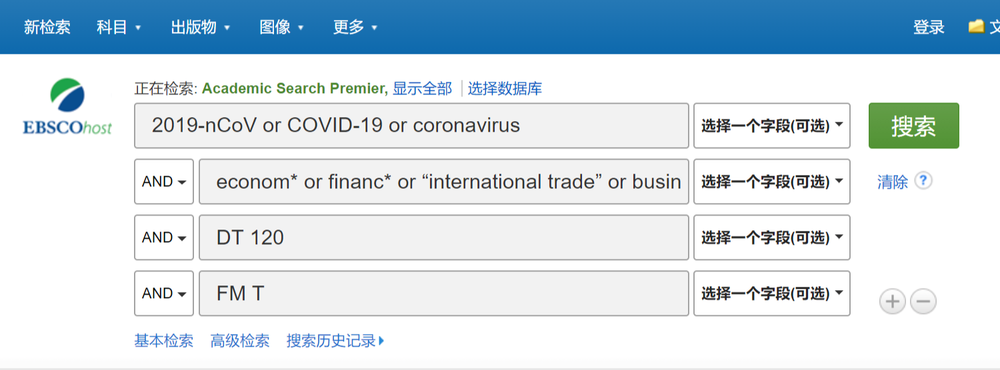 新检索 科目 出版物 图像 更多 登录 文
正在检索: Academic Search Premier, 显示全部 选择数据库
EBSCOhost
2019-nCoV or COVID-19 or coronavirus 选择一个字段(可选) 搜索
AND econom* or financ* or “international trade” or busin 选择一个字段(可选) 清除 ?
AND DT 120 选择一个字段(可选)
AND FM T 选择一个字段(可选)
基本检索 高级检索 搜索历史记录